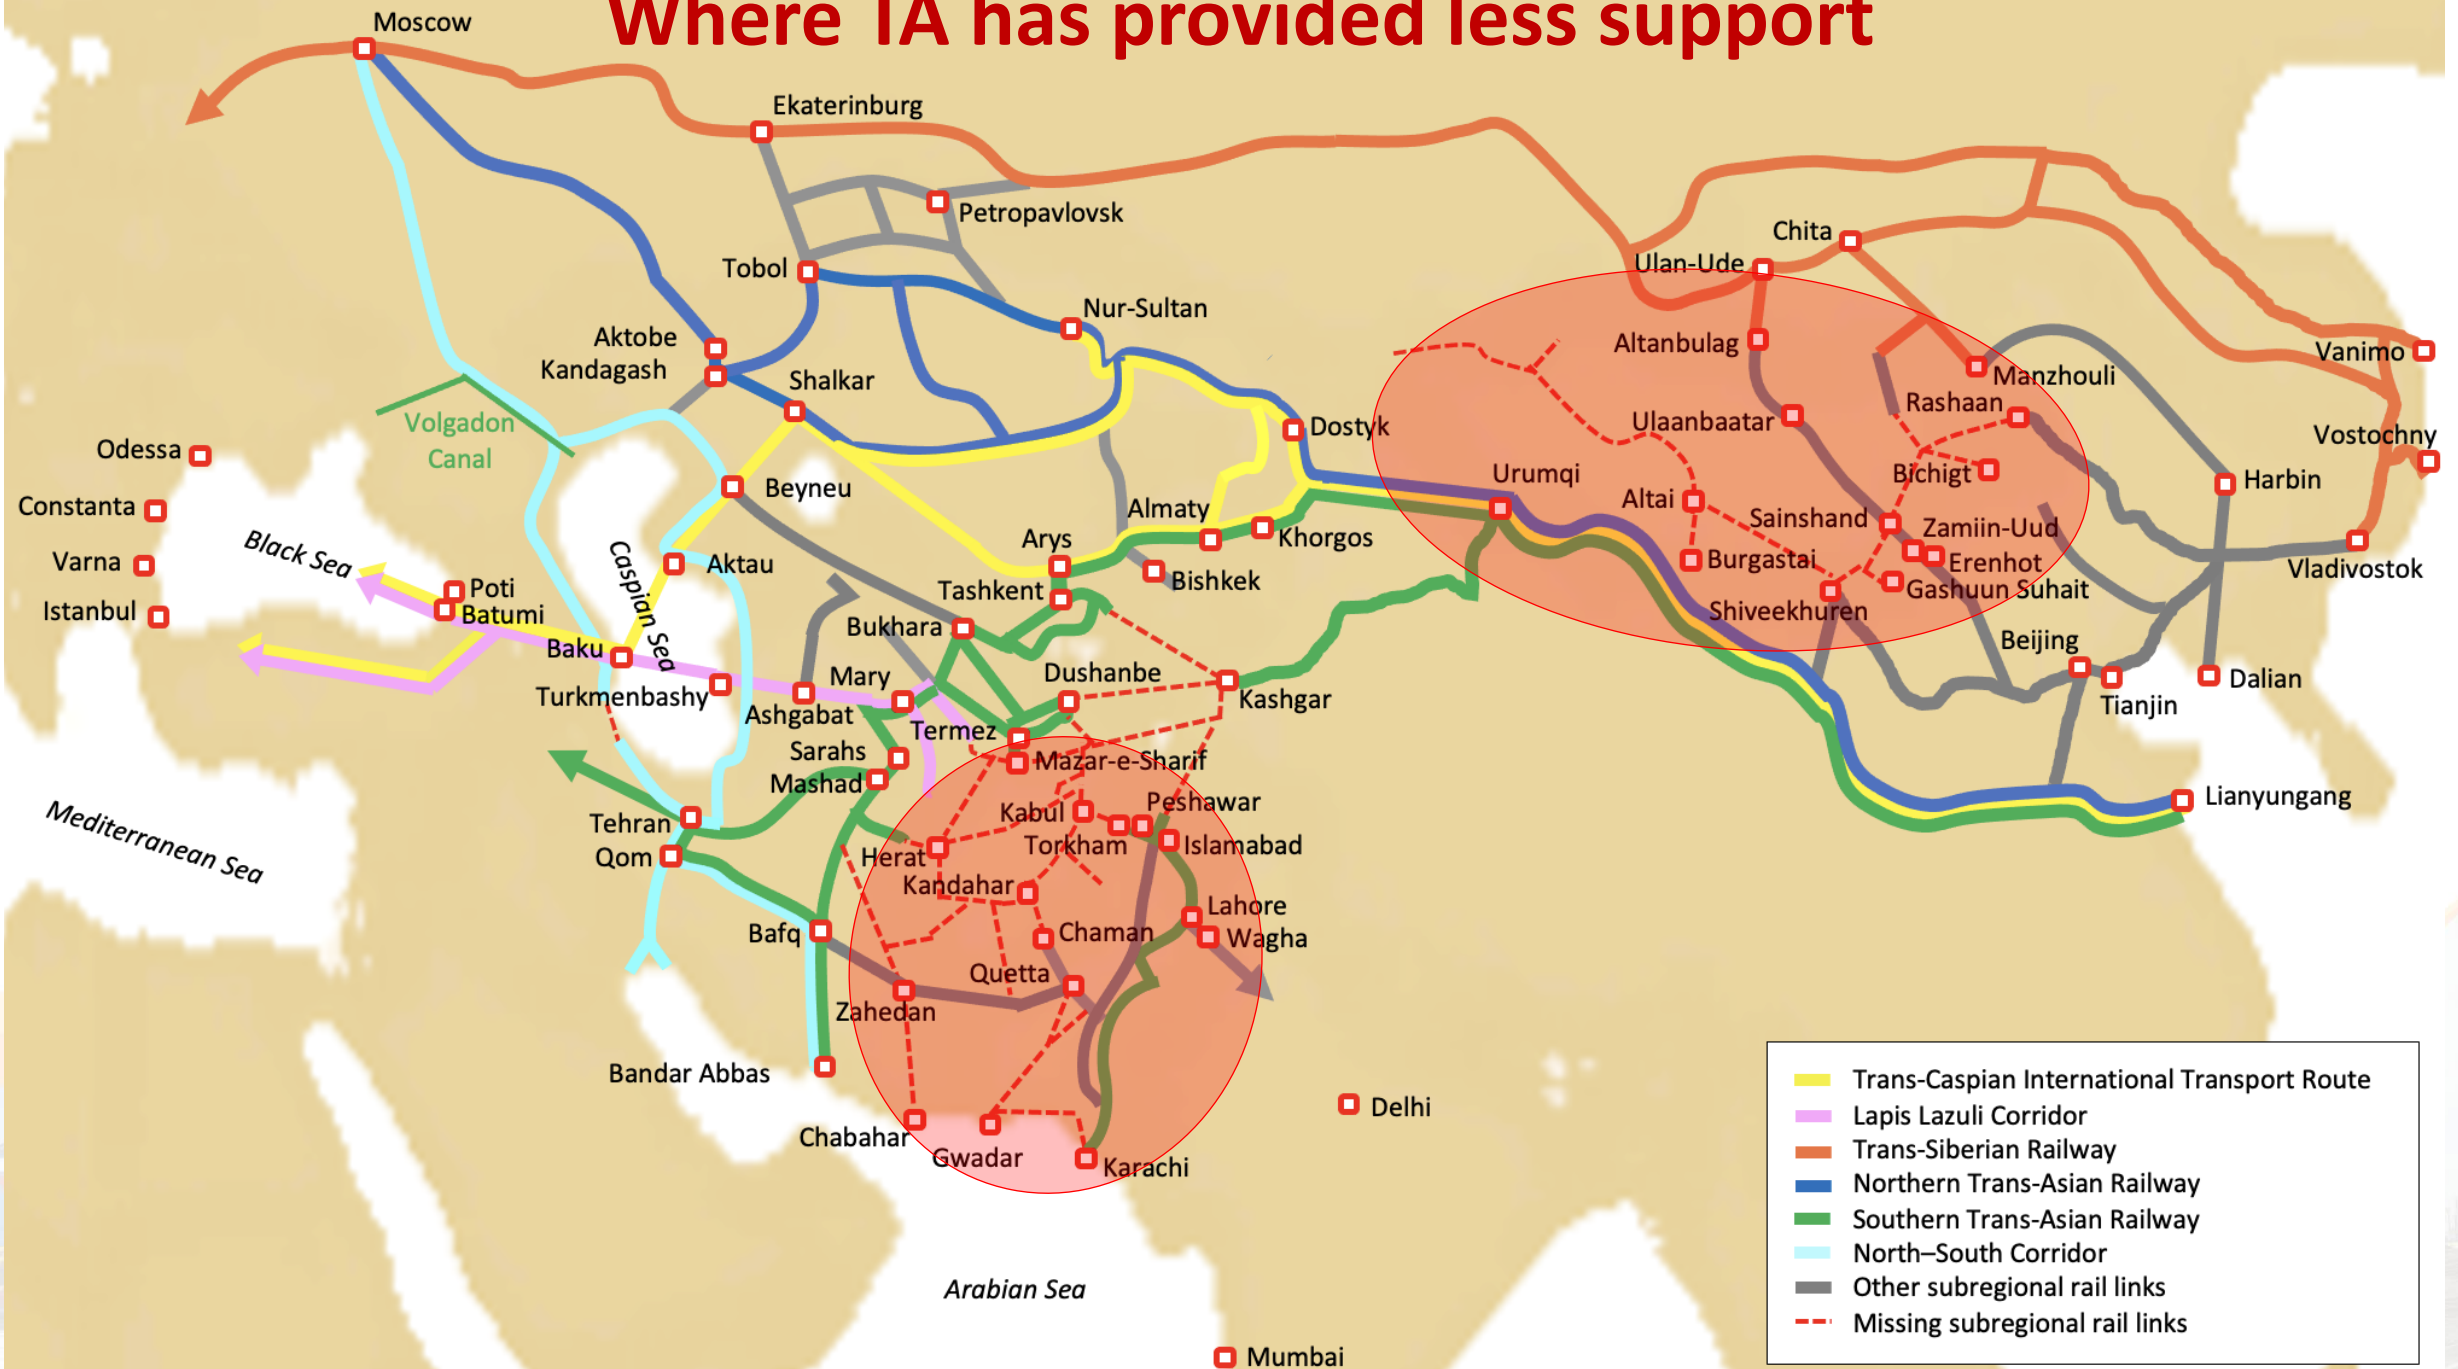 Where TA has provided less support
Moscow
Ekaterinburg
Petropavlovsk
Tobol
Nur-Sultan
Aktobe
Kandagash
Shalkar
Volgadon
Canal
Odessa
Constanta
Varna
Istanbul
Black Sea
Poti
Batumi
Caspian Sea
Beyneu
Aktau
Baku
Turkmenbashy
Ashgabat
Mary
Bukhara
Tashkent
Arys
Almaty
Bishkek
Khorgos
Dostyk
Urumqi
Dushanbe
Kashgar
Termez
Sarahs
Mashad
Mazar-e-Sharif
Kabul
Peshawar
Torkham
Islamabad
Herat
Kandahar
Lahore
Wagha
Chaman
Quetta
Tehran
Qom
Bafq
Zahedan
Bandar Abbas
Chabahar
Gwadar
Karachi
Mediterranean Sea
Arabian Sea
Delhi
Mumbai
Chita
Ulan-Ude
Altanbulag
Ulaanbaatar
Manzhouli
Rashaan
Bichigt
Altai
Sainshand
Zamiin-Uud
Burgastai
Erenhot
Gashuun Suhait
Shiveekhuren
Vanimo
Vostochny
Harbin
Vladivostok
Beijing
Tianjin
Dalian
Lianyungang
Trans-Caspian International Transport Route
Lapis Lazuli Corridor
Trans-Siberian Railway
Northern Trans-Asian Railway
Southern Trans-Asian Railway
North–South Corridor
Other subregional rail links
Missing subregional rail links